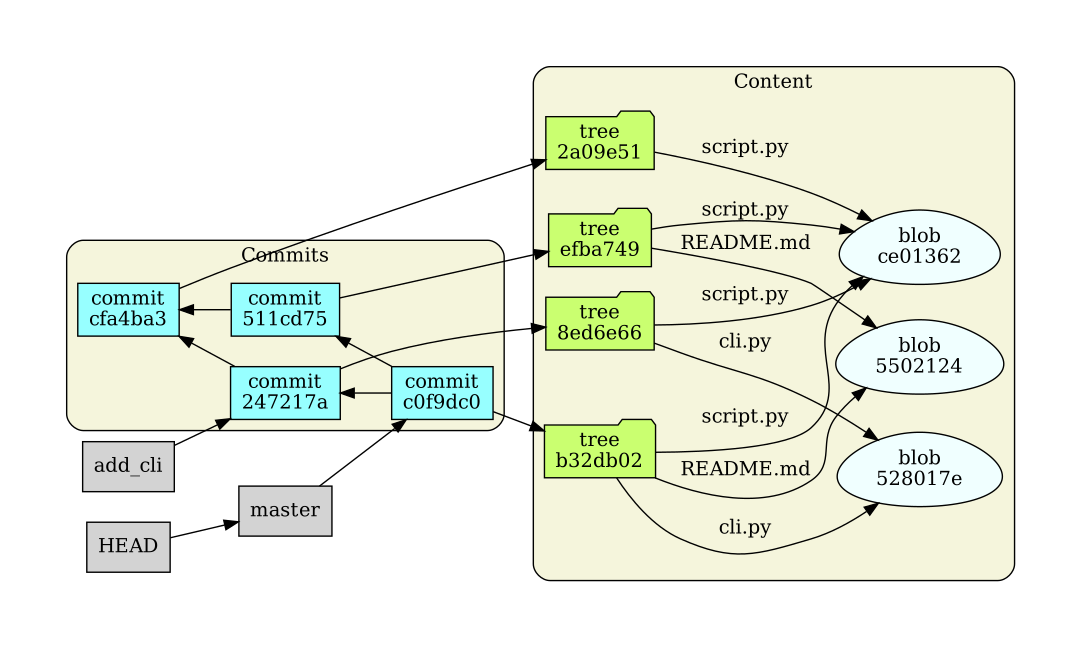 Content
tree
2a09e51
script.py
tree
efba749
script.py
README.md
blob
ce01362
Commits
commit
cfa4ba3
commit
511cd75
tree
8ed6e66
script.py
cli.py
blob
5502124
commit
247217a
commit
c0f9dc0
tree
b32db02
script.py
README.md
cli.py
blob
528017e
add_cli
master
HEAD